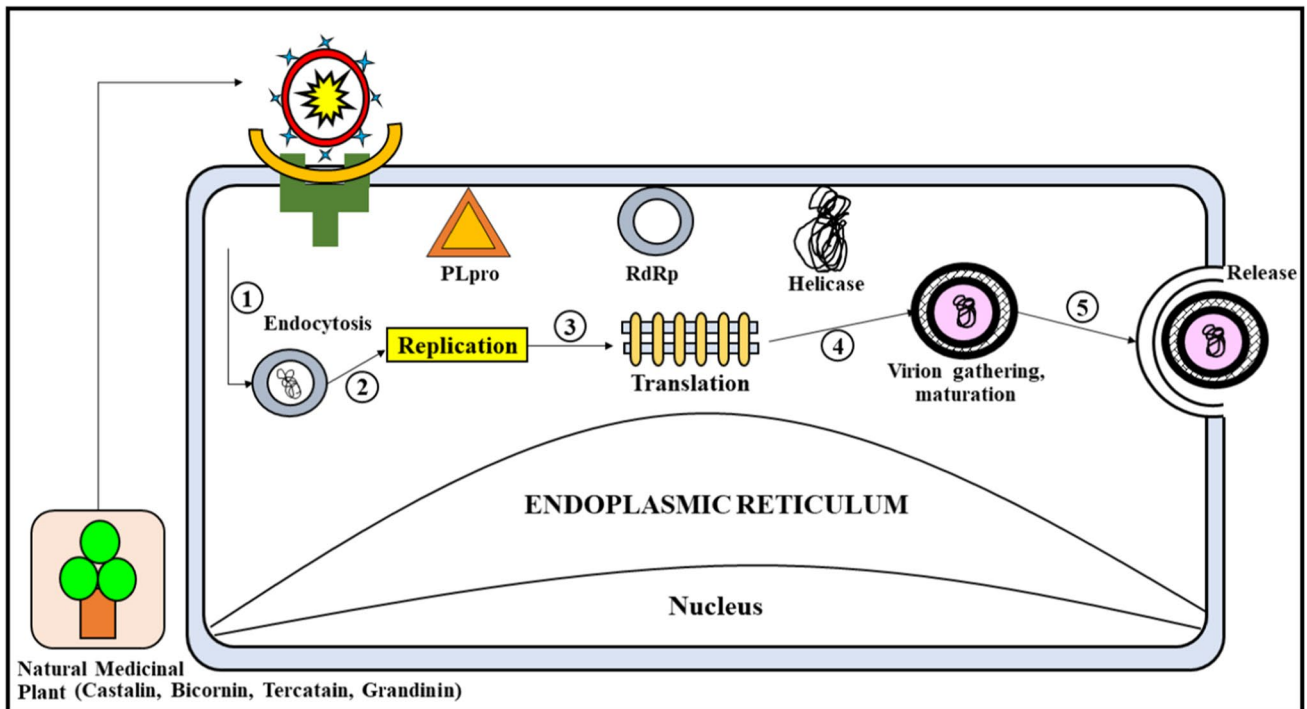 PLpro
RdRp
Helicase
Release
1
Endocytosis
2
Replication
3
Translation
4
Virion gathering,
maturation
5
ENDOPLASMIC RETICULUM
Nucleus
Natural Medicinal
Plant (Castalin, Bicornin, Tercatain, Grandinin)